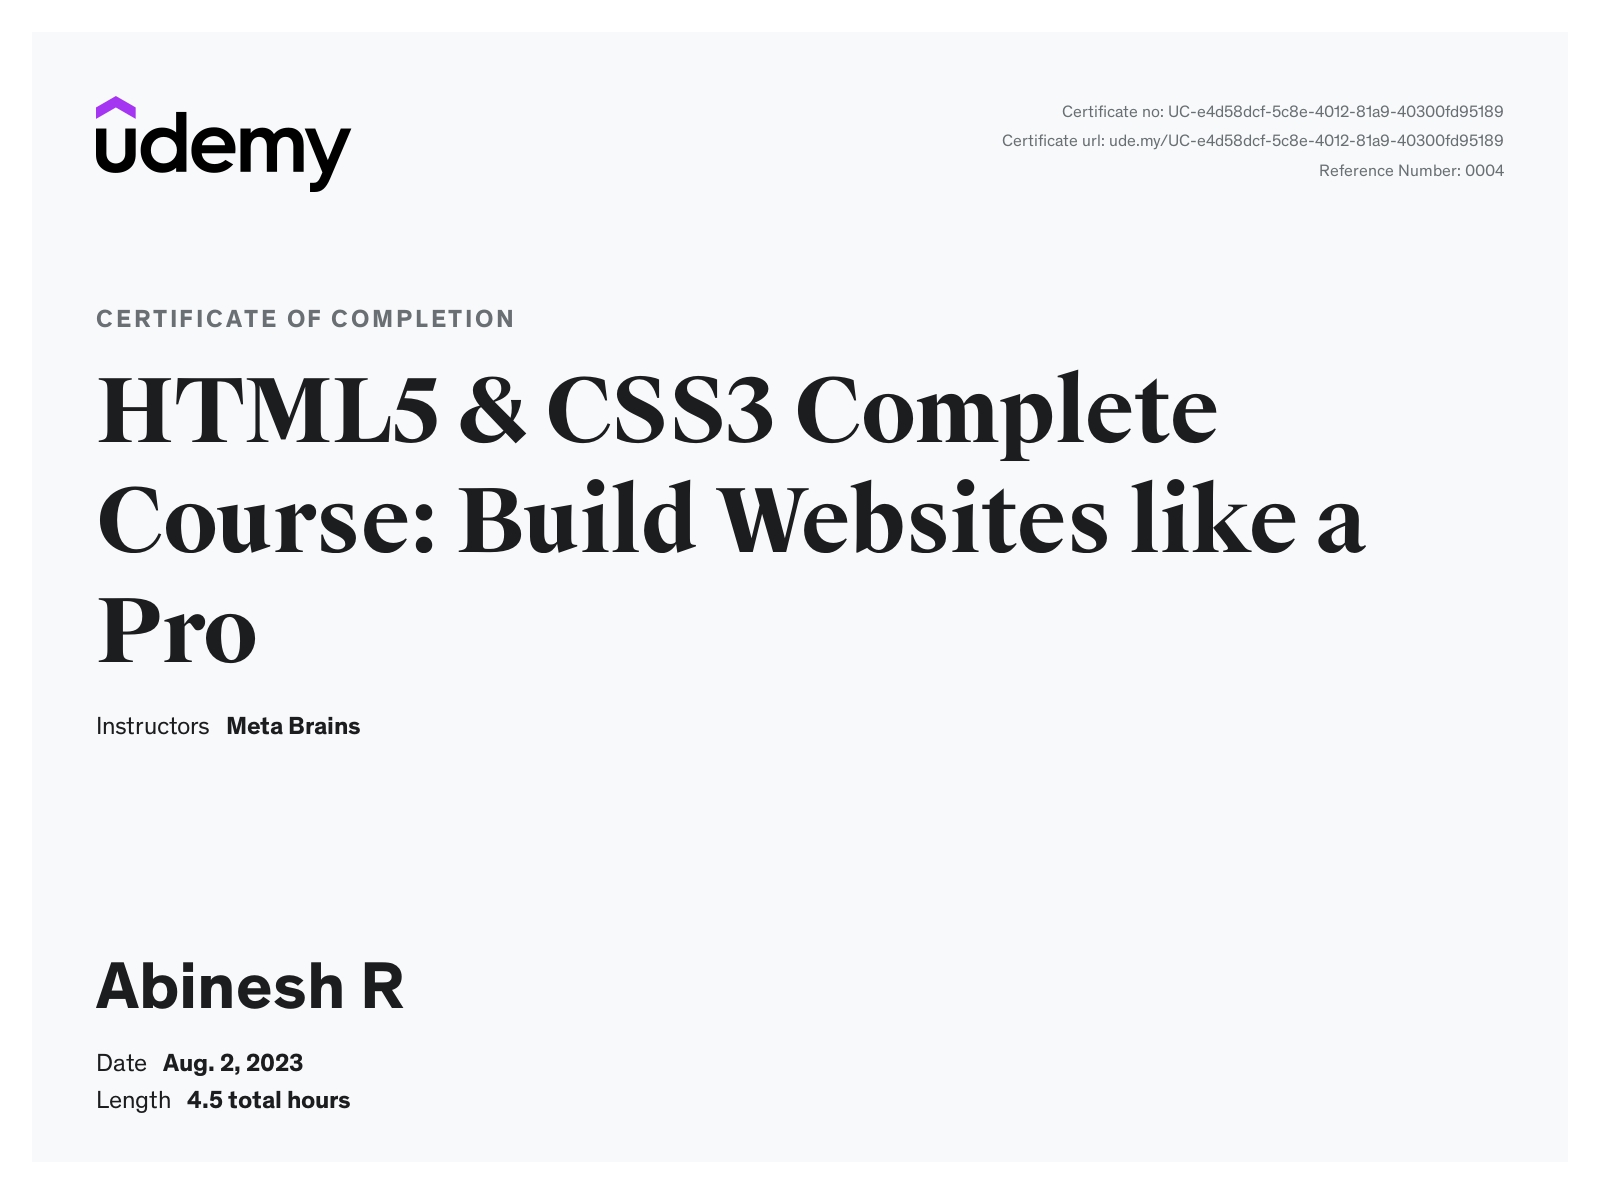 udemy
Certificate no: UC-e4d58dcf-5c8e-4012-81a9-40300fd95189
Certificate url: ude.my/UC-e4d58dcf-5c8e-4012-81a9-40300fd95189
Reference Number: 0004
CERTIFICATE OF COMPLETION
HTML5 & CSS3 Complete
Course: Build Websites like a
Pro
Instructors Meta Brains
Abinesh R
Date Aug. 2, 2023
Length 4.5 total hours